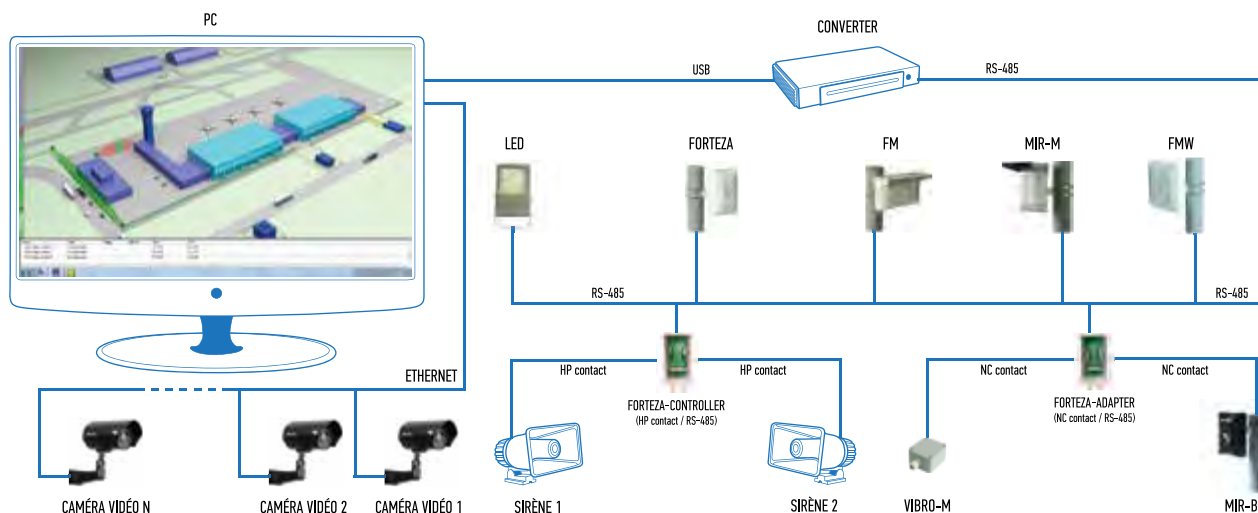 PC
CONVERTER
USB
RS-485
LED
FORTEZA
FM
MIR-M
FMW
RS-485
RS-485
ETHERNET
HP contact
HP contact
NC contact
NC contact
FORTEZA-CONTROLLER
(HP contact / RS-485)
FORTEZA-ADAPTER
(NC contact / RS-485)
CAMÉRA VIDÉO N
CAMÉRA VIDÉO 2
CAMÉRA VIDÉO 1
SIRÈNE 1
SIRÈNE 2
VIBRO-M
MIR-B